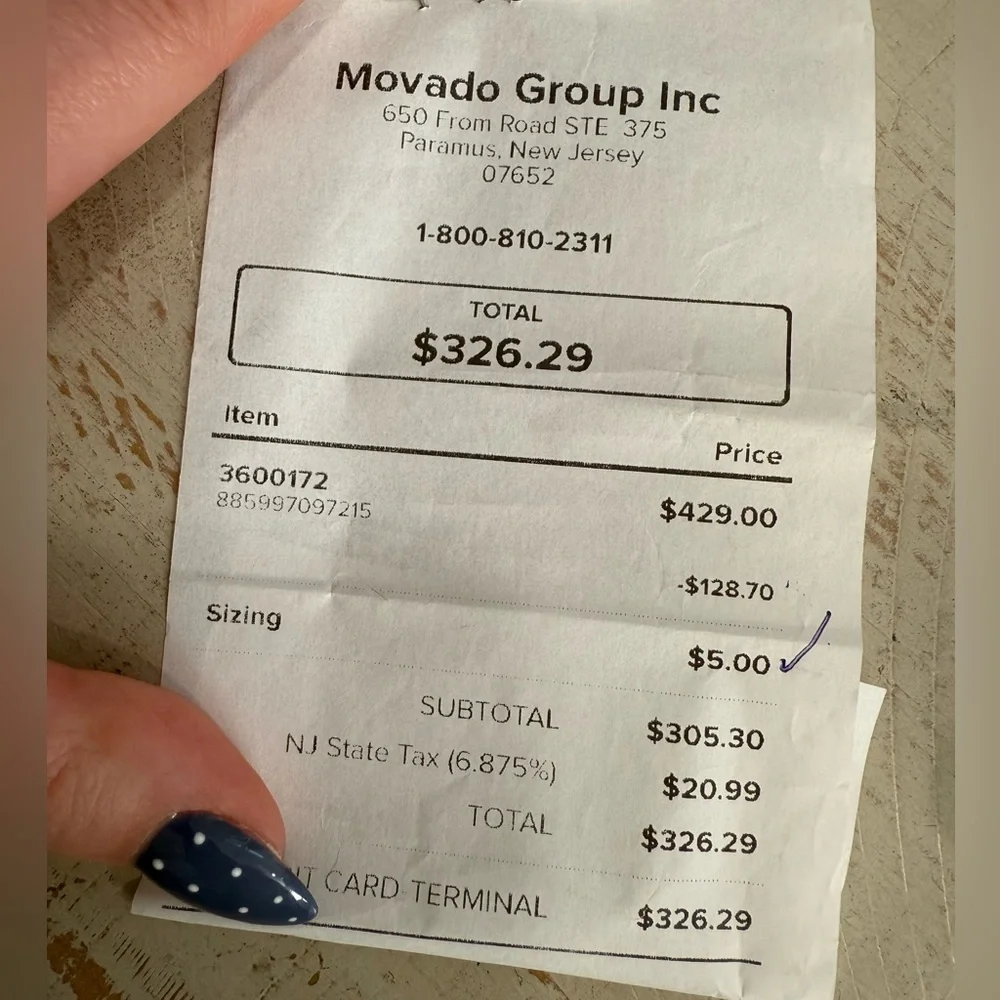 Movado Group Inc
650 From Road STE 375
Paramus, New Jersey
07652
1-800-810-2311
TOTAL
$326.29
Item Price
3600172 $429.00
885997097215
-$128.70
Sizing $5.00
SUBTOTAL $305.30
NJ State Tax (6.875%) $20.99
TOTAL $326.29
CARD TERMINAL $326.29